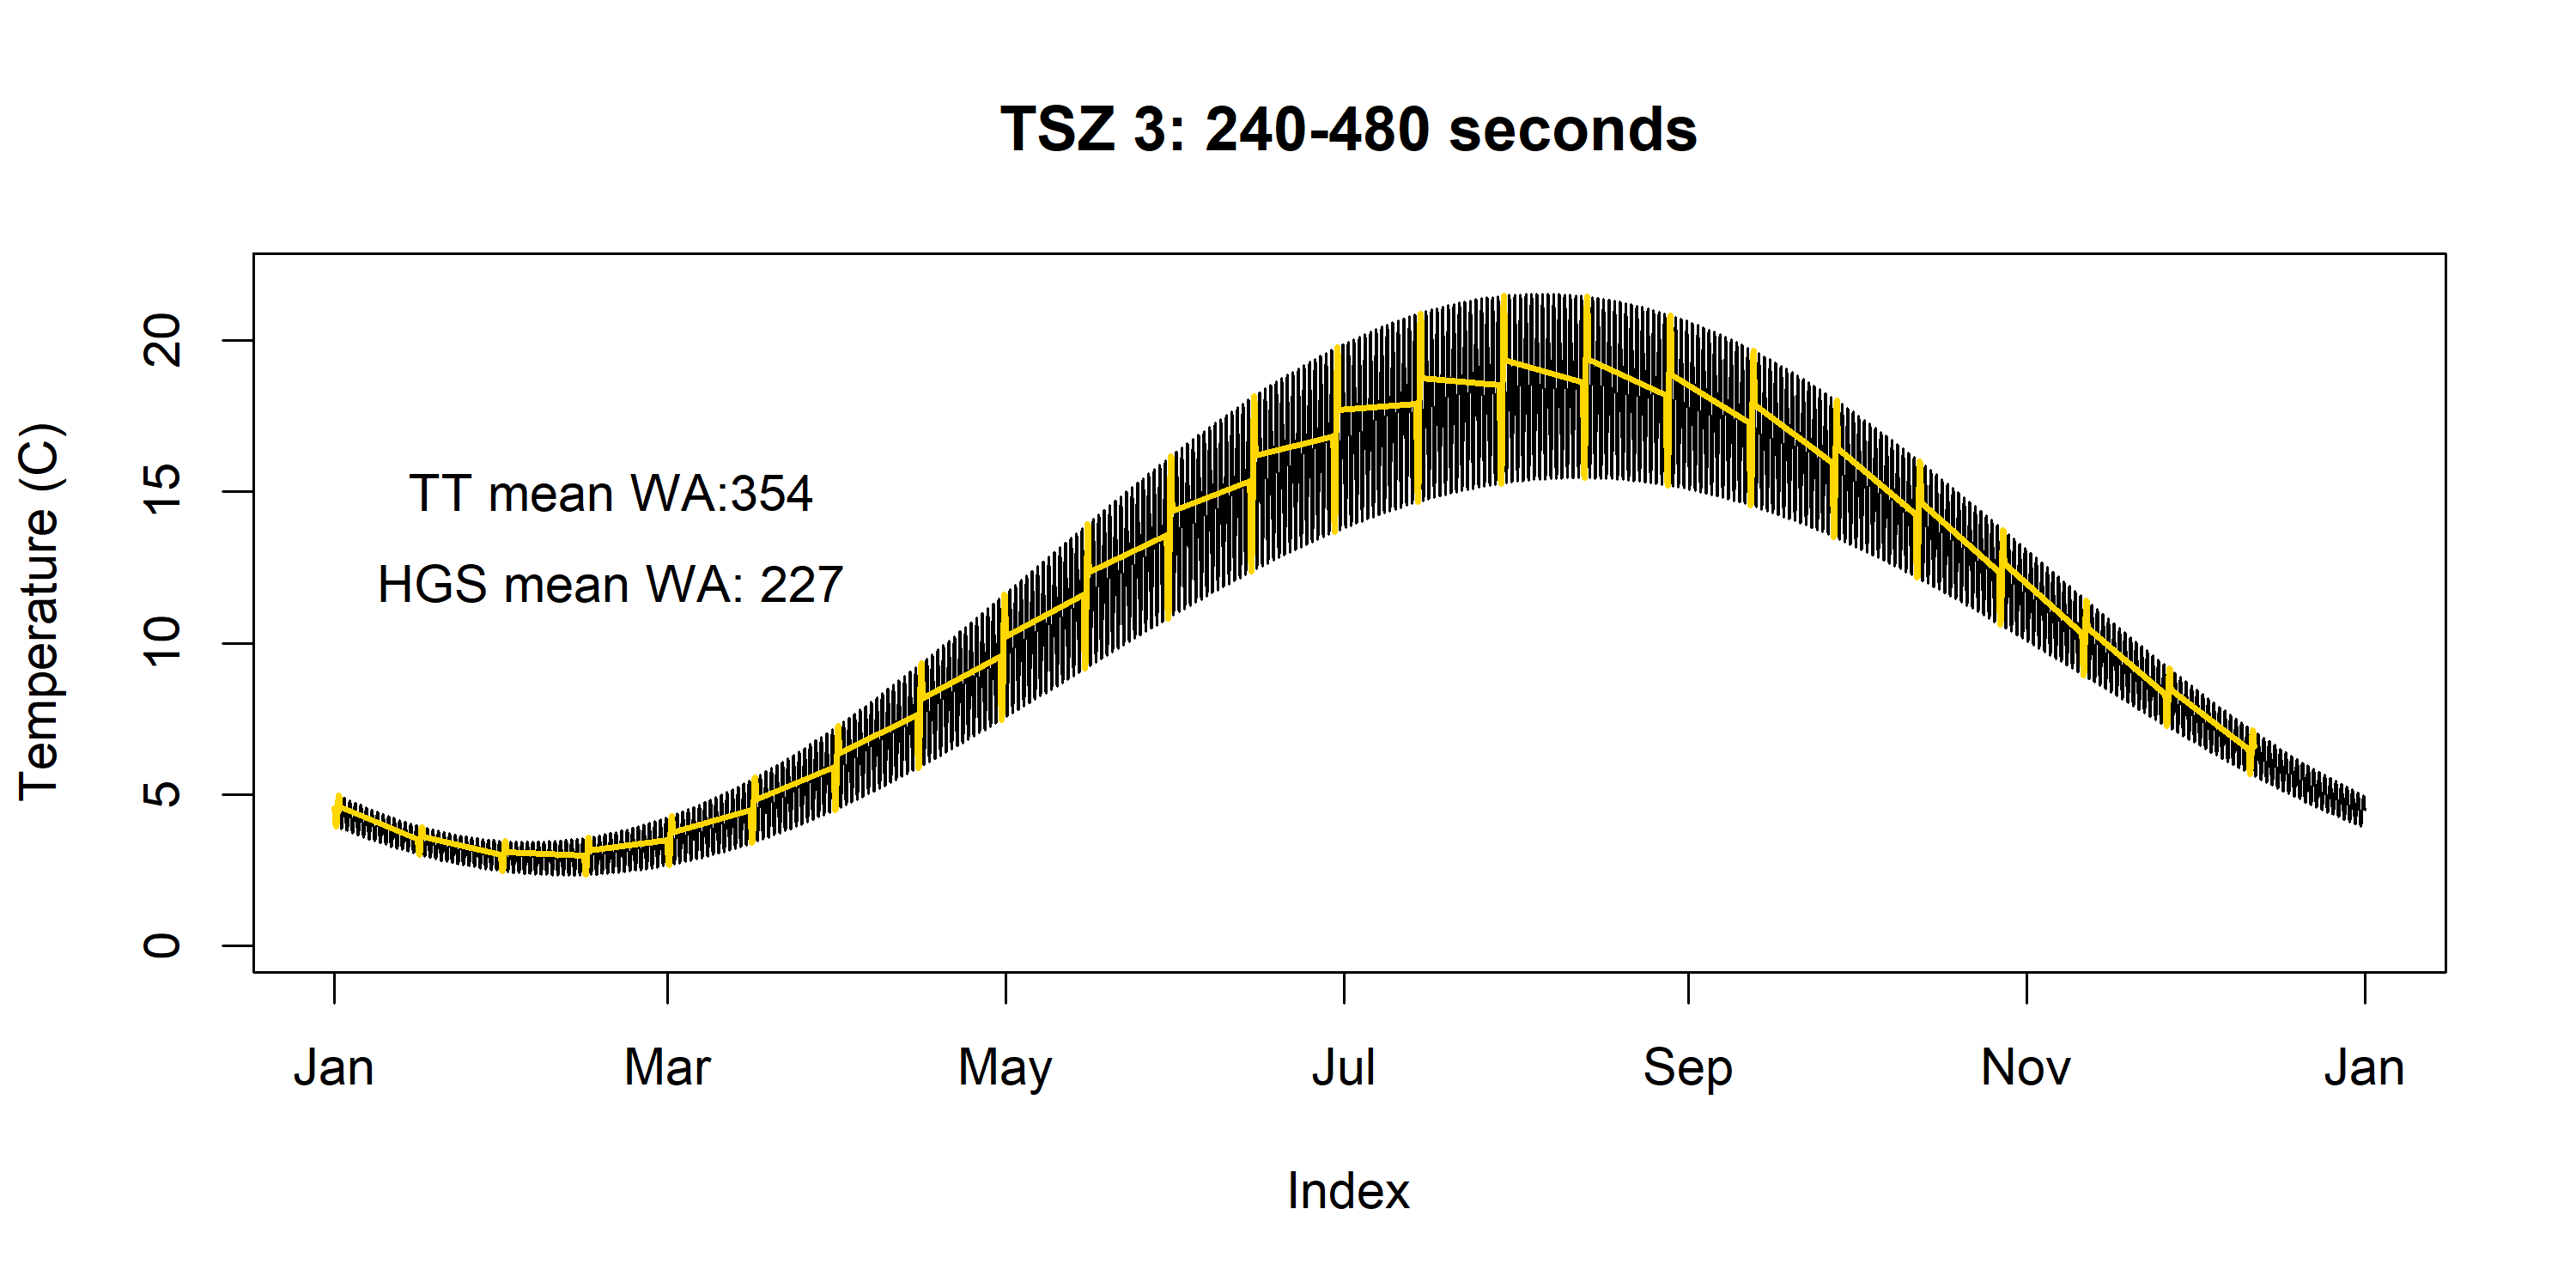 TSZ 3: 240-480 seconds
Temperature (C)
20
15
10
5
0
TT mean WA:354
HGS mean WA: 227
Jan Mar May Jul Sep Nov Jan
Index